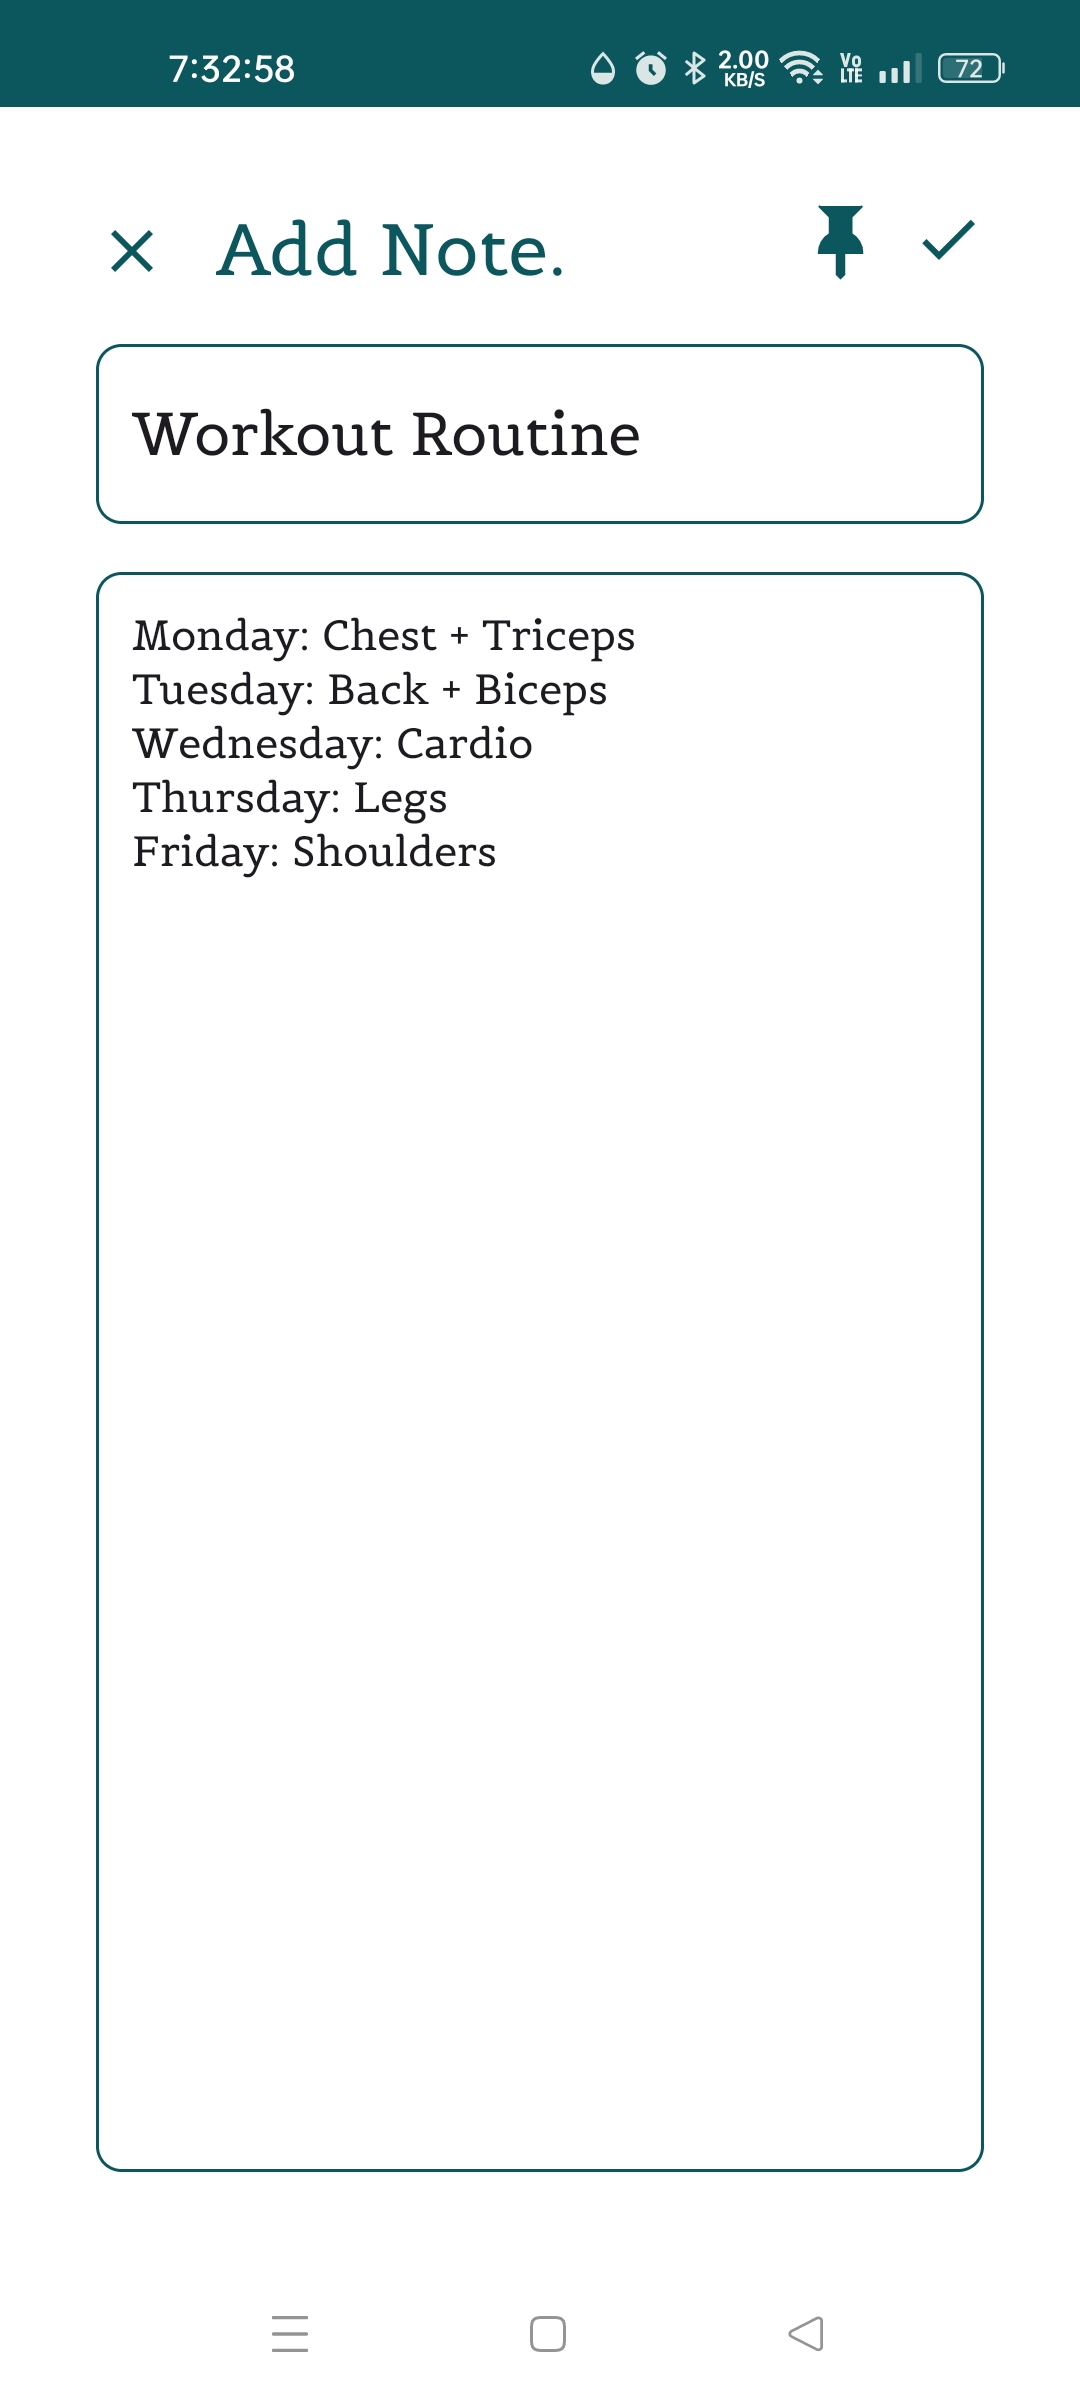 7:32:58
2.00
KB/S
Vo
LTE
72
Add Note.
Workout Routine
Monday: Chest + Triceps
Tuesday: Back + Biceps
Wednesday: Cardio
Thursday: Legs
Friday: Shoulders